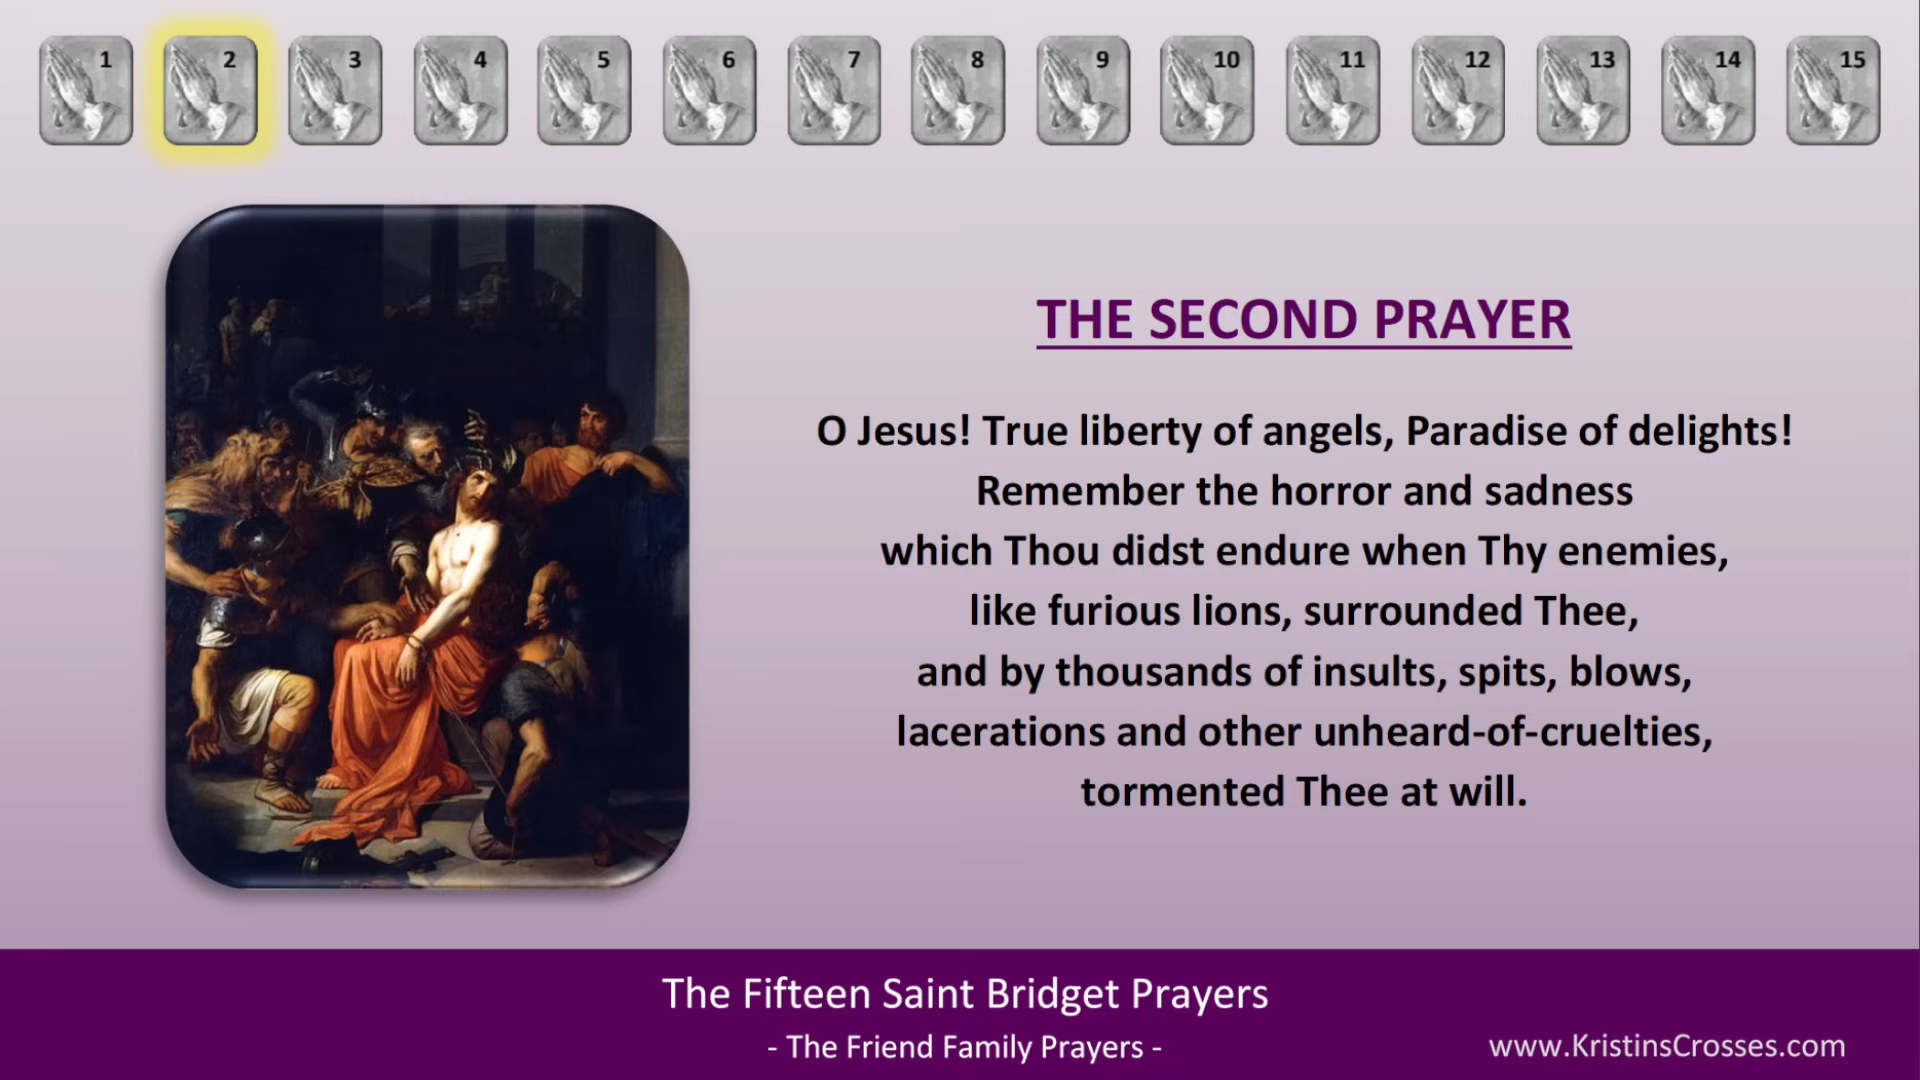 1 2 3 4 5 6 7 8 9 10 11 12 13 14 15
THE SECOND PRAYER
O Jesus! True liberty of angels, Paradise of delights!
Remember the horror and sadness
which Thou didst endure when Thy enemies,
like furious lions, surrounded Thee,
and by thousands of insults, spits, blows,
lacerations and other unheard-of-cruelties,
tormented Thee at will.
The Fifteen Saint Bridget Prayers
- The Friend Family Prayers -
www.KristinsCrosses.com